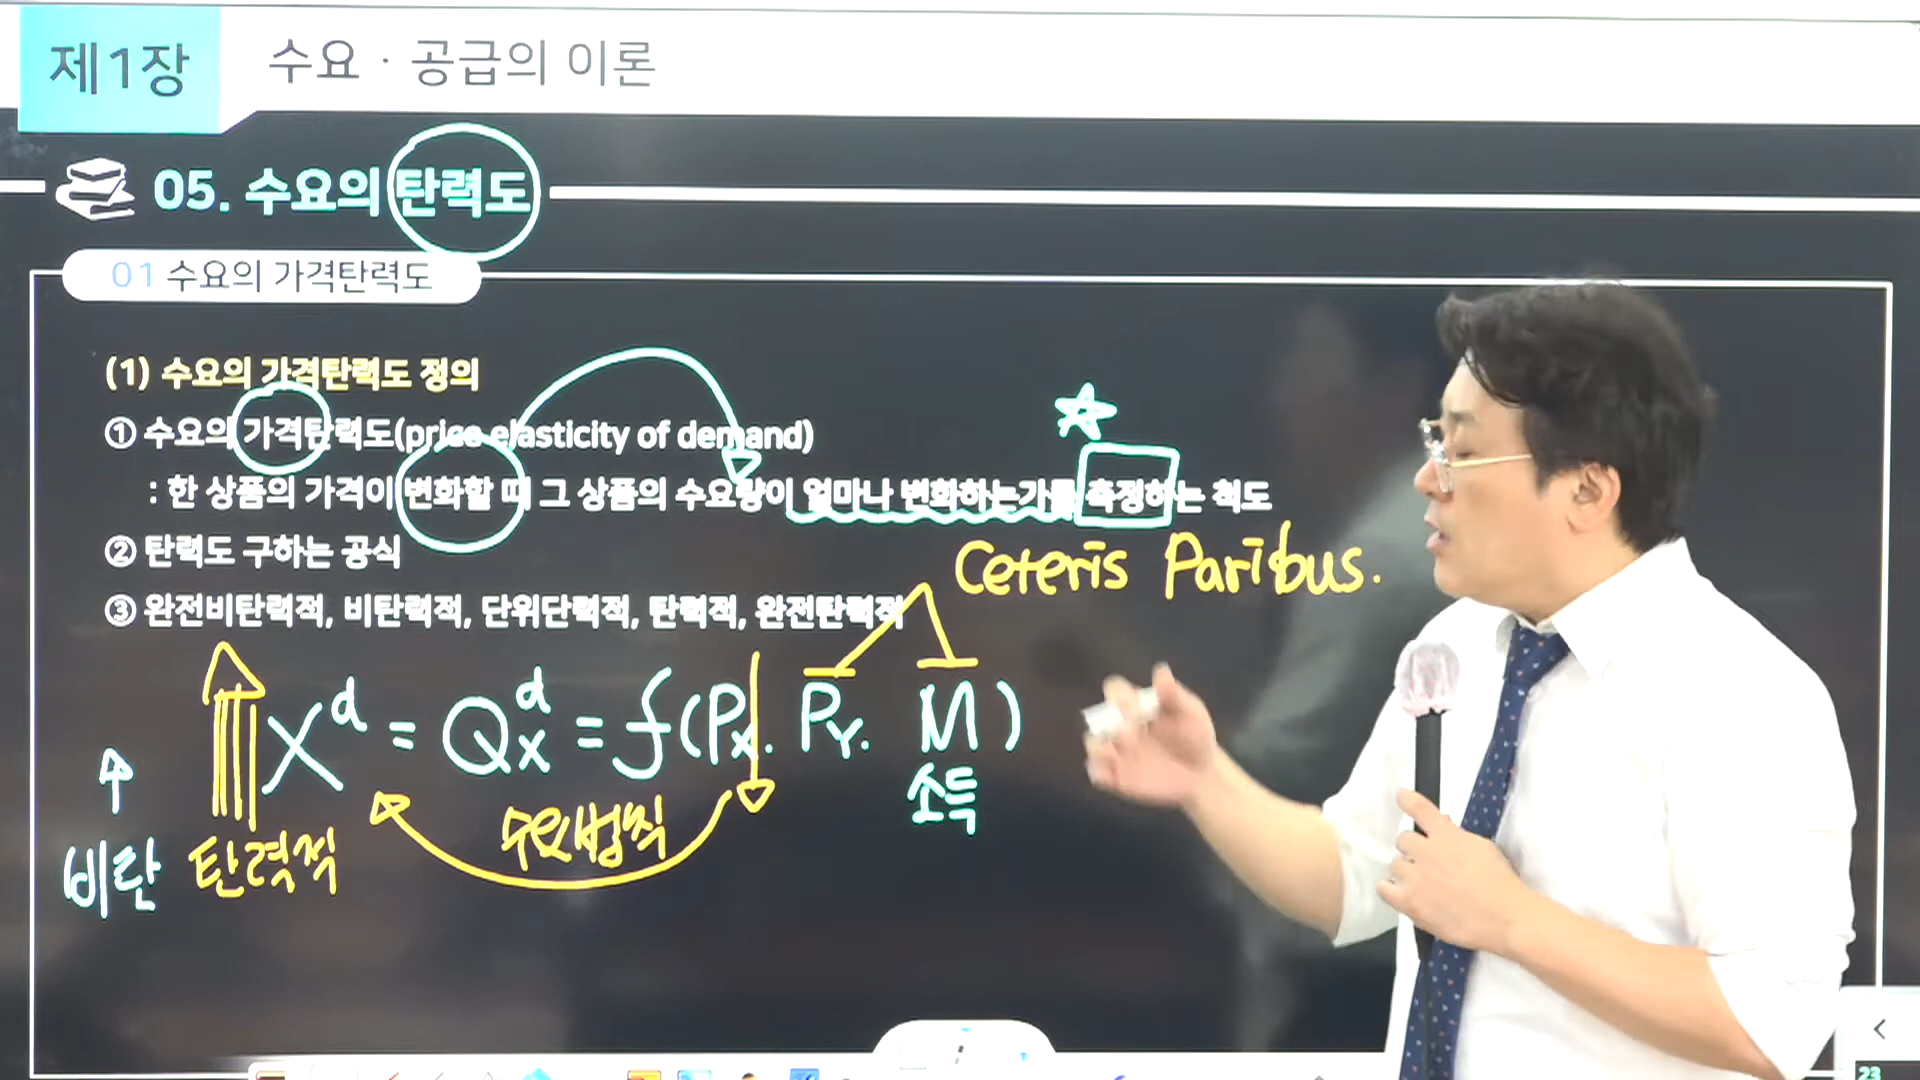 제1장
수요 · 공급의 이론
05. 수요의 탄력도
01 수요의 가격탄력도
(1) 수요의 가격탄력도 정의
① 수요의 가격탄력도(price elasticity of demand)
: 한 상품의 가격이 변화할 때 그 상품의 수요량이 얼마나 변화하는가를 측정하는 척도
② 탄력도 구하는 공식
Ceteris Paribus.
③ 완전비탄력적, 비탄력적, 단위탄력적, 탄력적, 완전탄력적
X^d = Q_X^d = f(P_X. P_Y. M)
소득
수요법칙
비탄 탄력적
23